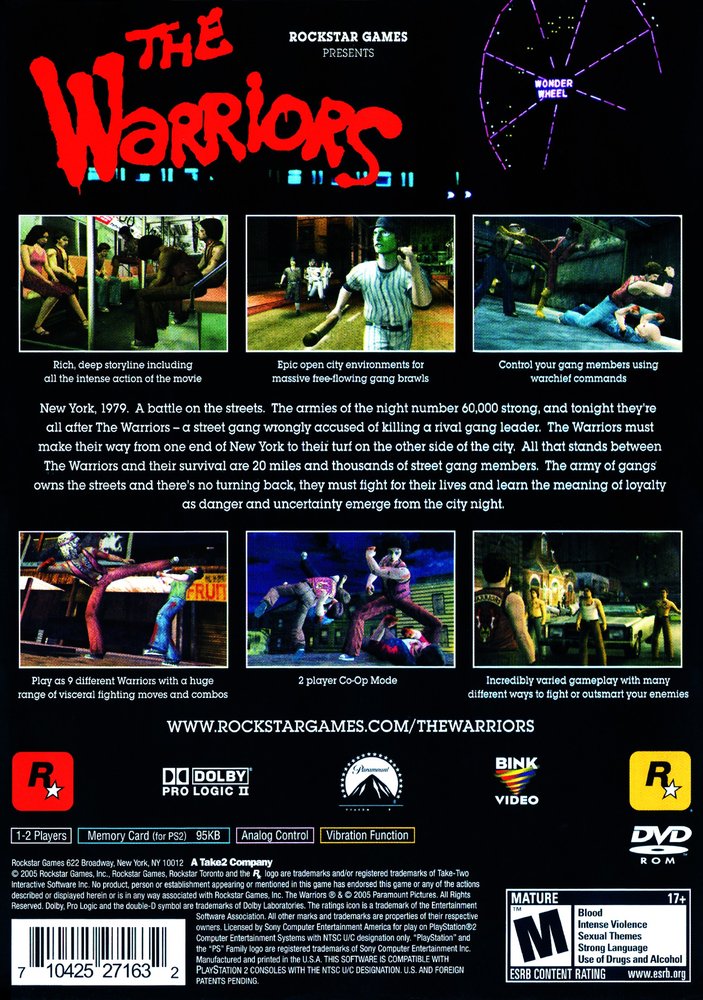 THE
WARRIORS
ROCKSTAR GAMES
PRESENTS
WONDER
WHEEL
Rich, deep storyline including
all the intense action of the movie
Epic open city environments for
massive free-flowing gang brawls
Control your gang members using
warchief commands
New York, 1979. A battle on the streets. The armies of the night number 60,000 strong, and tonight they're
all after The Warriors – a street gang wrongly accused of killing a rival gang leader. The Warriors must
make their way from one end of New York to their turf on the other side of the city. All that stands between
The Warriors and their survival are 20 miles and thousands of street gang members. The army of gangs
owns the streets and there's no turning back, they must fight for their lives and learn the meaning of loyalty
as danger and uncertainty emerge from the city night.
FRUIT
Play as 9 different Warriors with a huge
range of visceral fighting moves and combos
2 player Co-Op Mode
Incredibly varied gameplay with many
different ways to fight or outsmart your enemies
WWW.ROCKSTARGAMES.COM/THEWARRIORS
R
DOLBY
PRO LOGIC II
Paramount
BINK
VIDEO
R
1-2 Players
Memory Card (for PS2) 95KB
Analog Control
Vibration Function
DVD
ROM
Rockstar Games 622 Broadway, New York, NY 10012 A Take2 Company
© 2005 Rockstar Games, Inc., Rockstar Games, Rockstar Toronto and the R logo are trademarks and/or registered trademarks of Take-Two
Interactive Software Inc. No product, person or establishment appearing or mentioned in this game has endorsed this game or any of the actions
described or displayed herein or is in any way associated with Rockstar Games, Inc. The Warriors ® & © 2005 Paramount Pictures. All Rights
Reserved. Dolby, Pro Logic and the double-D symbol are trademarks of Dolby Laboratories. The ratings icon is a trademark of the Entertainment
Software Association. All other marks and trademarks are properties of their respective
owners. Licensed by Sony Computer Entertainment America for play on PlayStation®2
Computer Entertainment Systems with NTSC U/C designation only. "PlayStation" and
the "PS" Family logo are registered trademarks of Sony Computer Entertainment Inc.
Manufactured and printed in the U.S.A. THIS SOFTWARE IS COMPATIBLE WITH
PLAYSTATION 2 CONSOLES WITH THE NTSC U/C DESIGNATION. U.S. AND FOREIGN
PATENTS PENDING.
7 10425 27163 2
MATURE 17+
M
Blood
Intense Violence
Sexual Themes
Strong Language
Use of Drugs and Alcohol
ESRB CONTENT RATING www.esrb.org